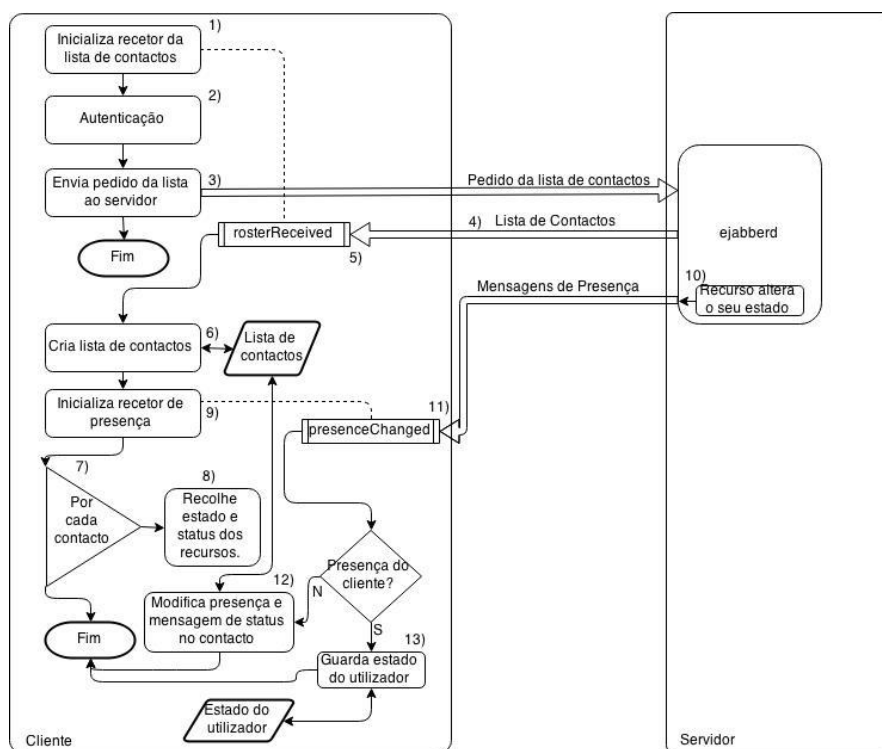 1)
Inicializa recetor da
lista de contactos
2)
Autenticação
3)
Envia pedido da lista
ao servidor
Pedido da lista de contactos
Fim
rosterReceived
4)
Lista de Contactos
5)
ejabberd
Mensagens de Presença
10)
Recurso altera
o seu estado
6)
Cria lista de contactos
Lista de
contactos
Inicializa recetor de
presença
9)
11)
presenceChanged
7)
Por
cada
contacto
8)
Recolhe
estado e
status dos
recursos.
Presença do
cliente?
N
S
12)
Modifica presença e
mensagem de status
no contacto
Fim
13)
Guarda estado
do utilizador
Estado do
utilizador
Cliente
Servidor